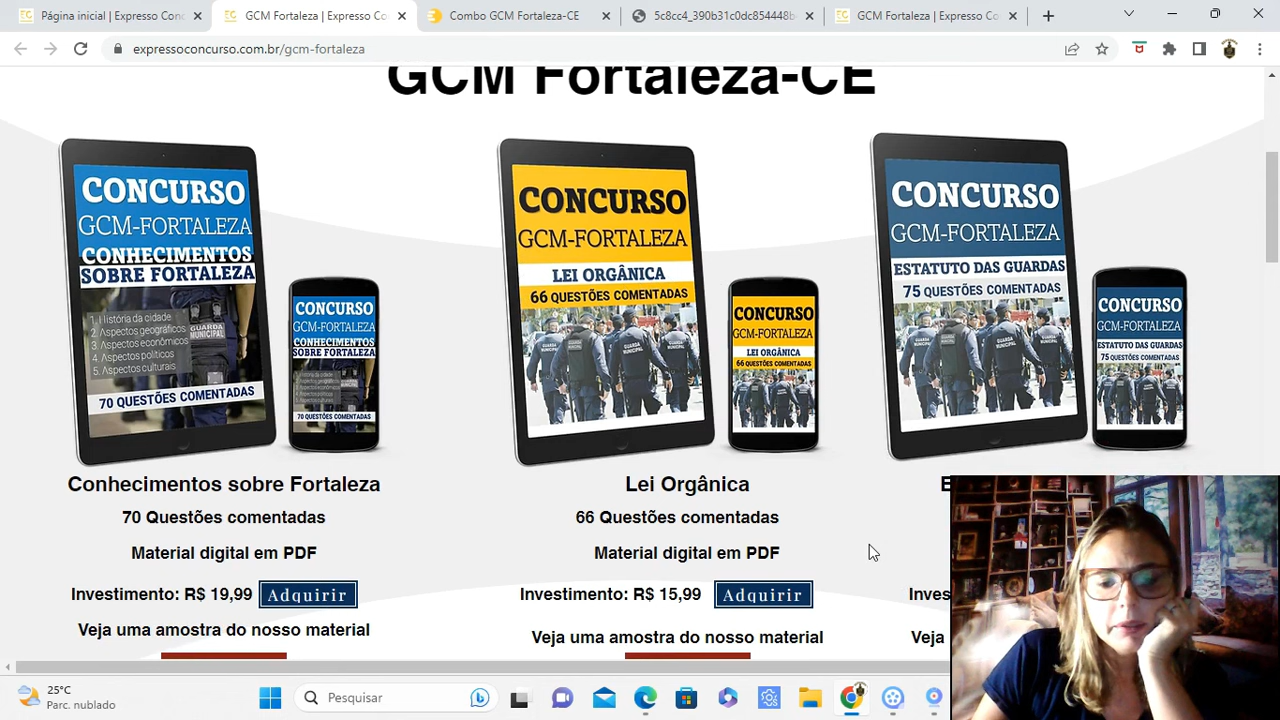 Página inicial | Expresso Conc
GCM Fortaleza | Expresso Co
Combo GCM Fortaleza-CE
5c8cc4_390b31c0dc854448b
GCM Fortaleza | Expresso Co
expressoconcurso.com.br/gcm-fortaleza
GCM Fortaleza-CE
CONCURSO
GCM-FORTALEZA
CONHECIMENTOS
SOBRE FORTALEZA
1. História da cidade
2. Aspectos geográficos
3. Aspectos econômicos
4. Aspectos políticos
5. Aspectos culturais
GUARDA
MUNICIPAL
70 QUESTÕES COMENTADAS
CONCURSO
GCM-FORTALEZA
CONHECIMENTOS
SOBRE FORTALEZA
70 QUESTÕES COMENTADAS
CONCURSO
GCM-FORTALEZA
LEI ORGÂNICA
66 QUESTÕES COMENTADAS
CONCURSO
GCM-FORTALEZA
LEI ORGÂNICA
66 QUESTÕES COMENTADAS
CONCURSO
GCM-FORTALEZA
ESTATUTO DAS GUARDAS
75 QUESTÕES COMENTADAS
CONCURSO
GCM-FORTALEZA
ESTATUTO DAS GUARDAS
75 QUESTÕES COMENTADAS
Conhecimentos sobre Fortaleza
70 Questões comentadas
Material digital em PDF
Investimento: R$ 19,99 Adquirir
Veja uma amostra do nosso material
Lei Orgânica
66 Questões comentadas
Material digital em PDF
Investimento: R$ 15,99 Adquirir
Veja uma amostra do nosso material
E
Inves
Veja
25°C
Parc. nublado
Pesquisar